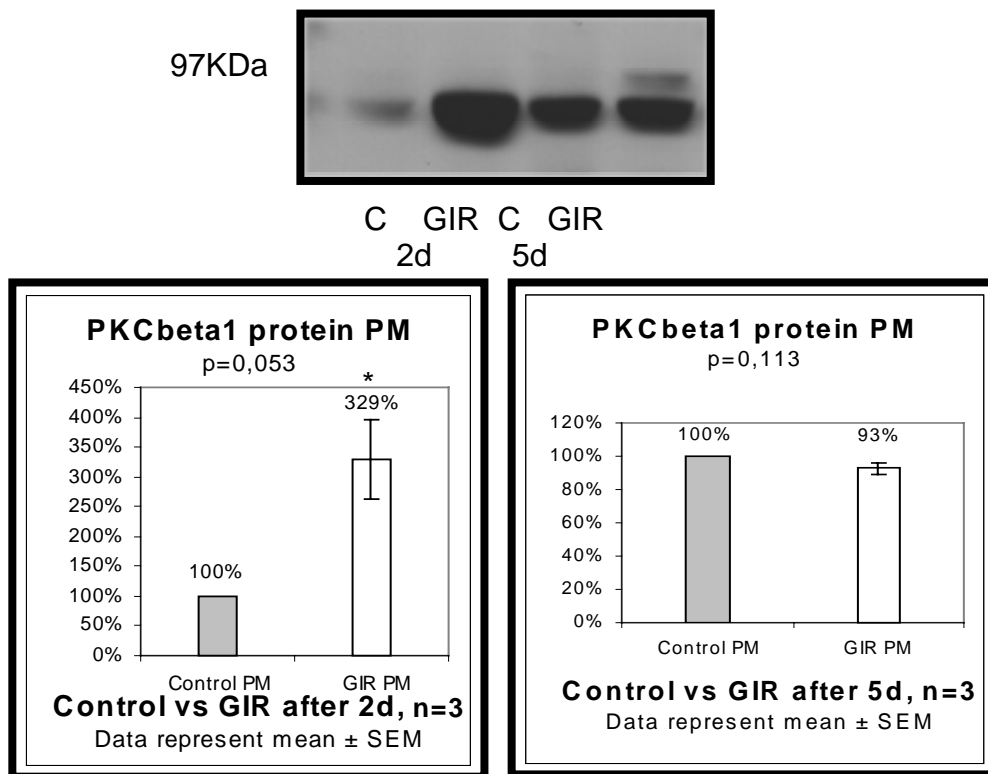 97KDa
C GIR C GIR
2d 5d
PKCbeta1 protein PM
p=0,053
*
329%
100%
450%
400%
350%
300%
250%
200%
150%
100%
50%
0%
Control PM GIR PM
Control vs GIR after 2d, n=3
Data represent mean ± SEM
PKCbeta1 protein PM
p=0,113
100% 93%
120%
100%
80%
60%
40%
20%
0%
Control PM GIR PM
Control vs GIR after 5d, n=3
Data represent mean ± SEM